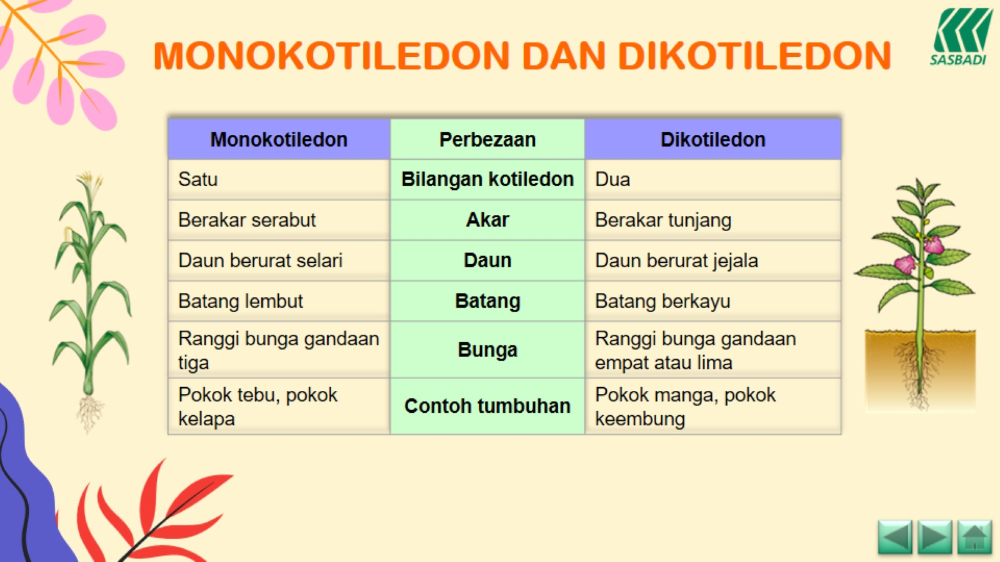 MONOKOTILEDON DAN DIKOTILEDON
SASBADI
Monokotiledon Perbezaan Dikotiledon
Satu Bilangan kotiledon Dua
Berakar serabut Akar Berakar tunjang
Daun berurat selari Daun Daun berurat jejala
Batang lembut Batang Batang berkayu
Ranggi bunga gandaan
tiga
Bunga
Ranggi bunga gandaan
empat atau lima
Pokok tebu, pokok
kelapa
Contoh tumbuhan
Pokok manga, pokok
keembung